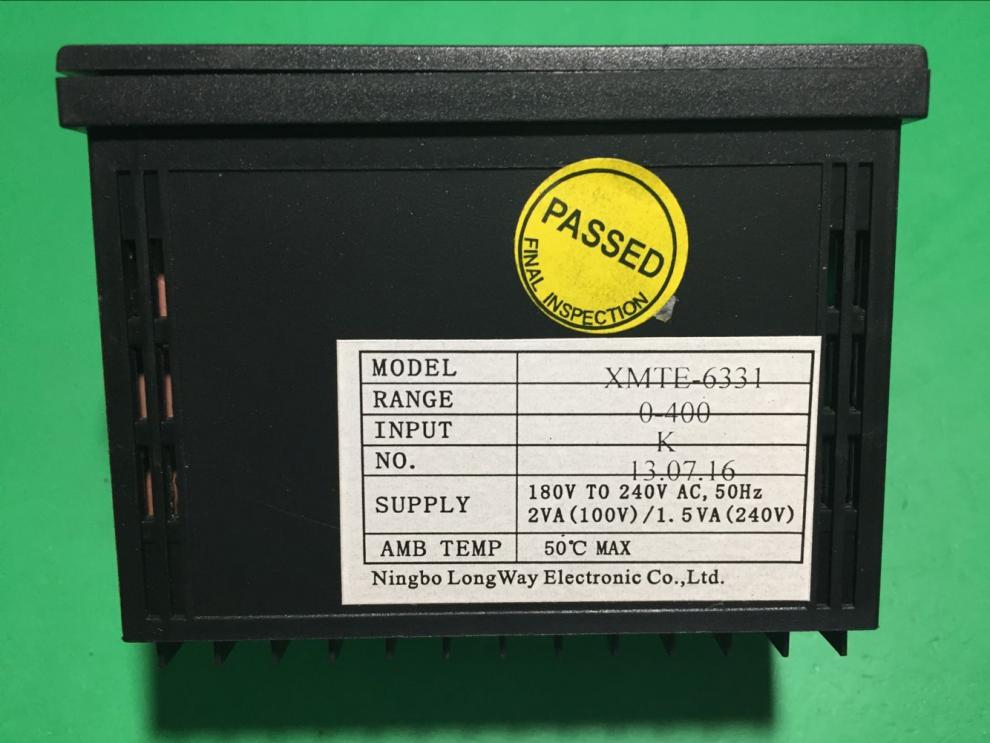 PASSED
FINAL INSPECTION
MODEL XMTE-6331
RANGE 0-400
INPUT K
NO. 13.07.16
SUPPLY 180V TO 240V AC, 50Hz
2VA(100V)/1.5VA(240V)
AMB TEMP 50℃ MAX
Ningbo LongWay Electronic Co.,Ltd.